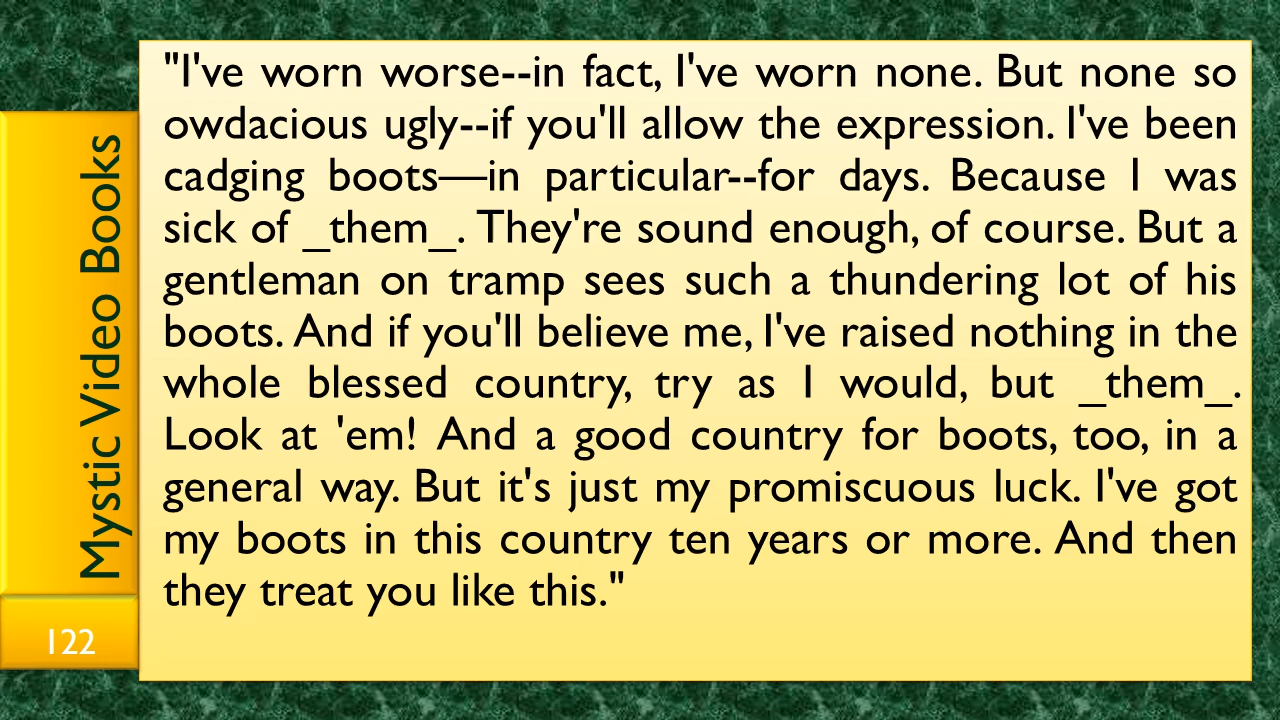 "I've worn worse--in fact, I've worn none. But none so
owdacious ugly--if you'll allow the expression. I've been
cadging boots—in particular--for days. Because I was
sick of _them_. They're sound enough, of course. But a
gentleman on tramp sees such a thundering lot of his
boots. And if you'll believe me, I've raised nothing in the
whole blessed country, try as I would, but _them_.
Look at 'em! And a good country for boots, too, in a
general way. But it's just my promiscuous luck. I've got
my boots in this country ten years or more. And then
they treat you like this."
Mystic Video Books
122